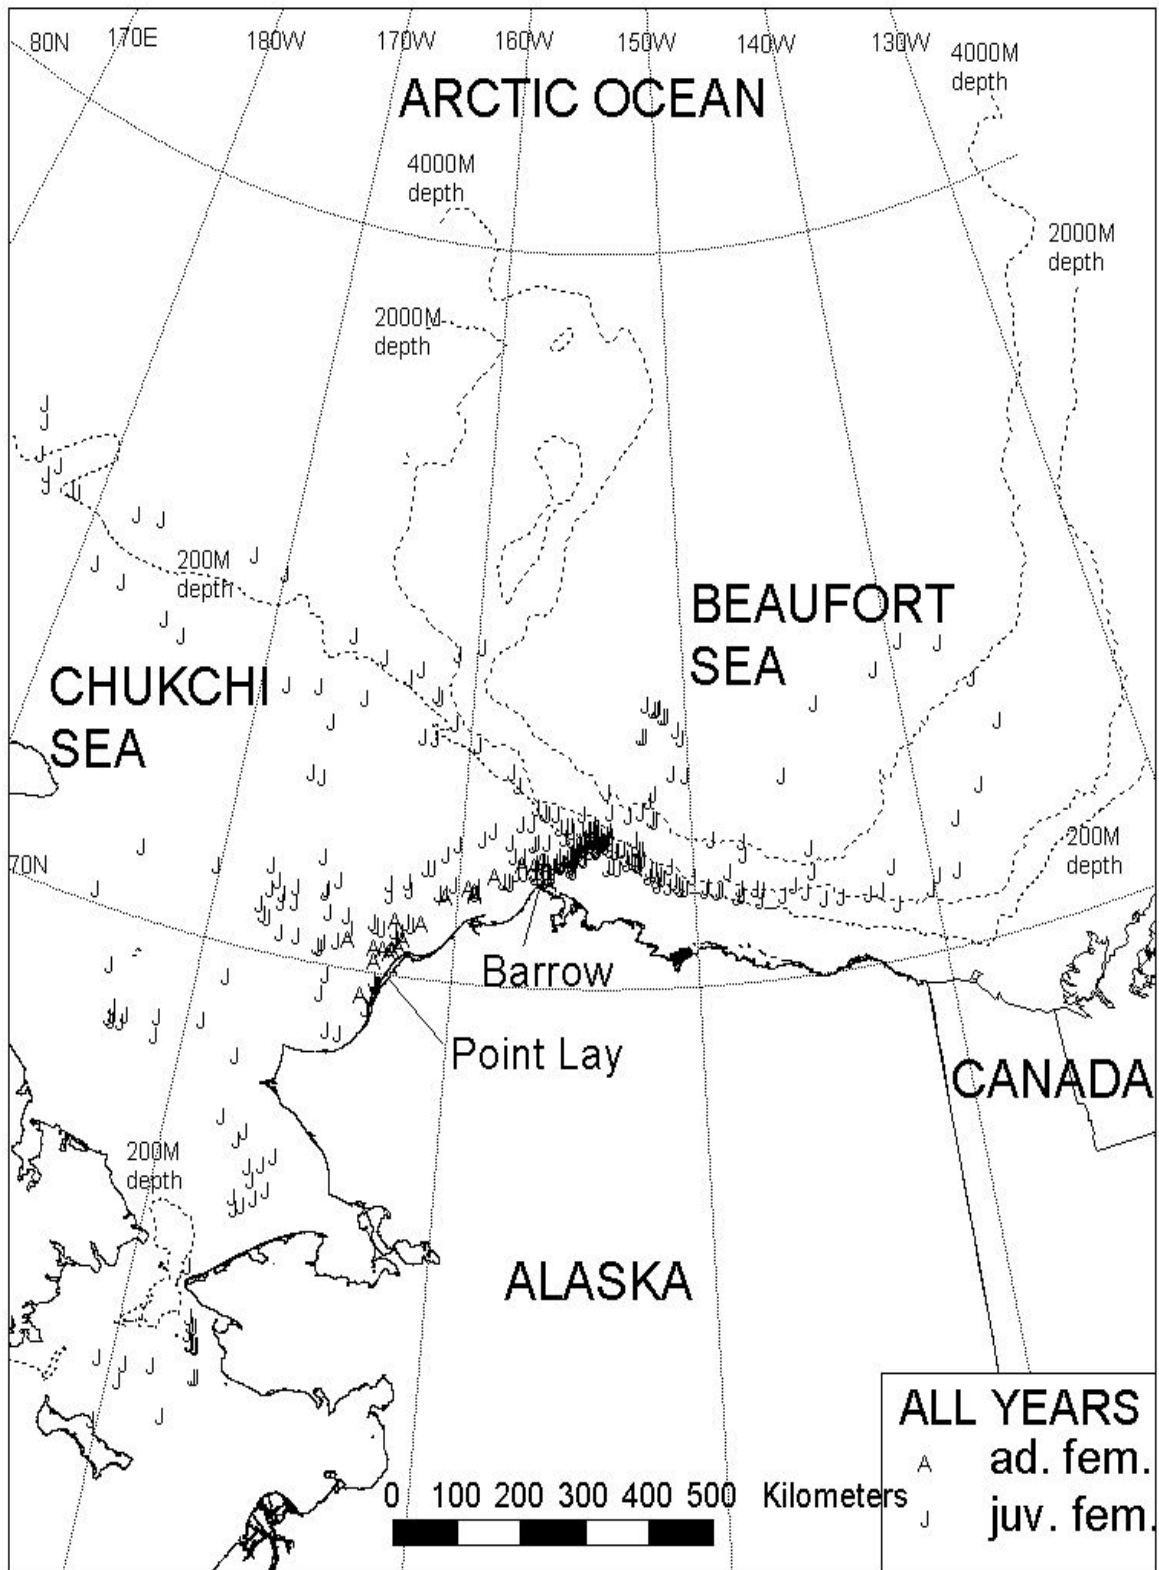 80N 170E 180W 170W 160W 150W 140W 130W
4000M
depth
ARCTIC OCEAN
4000M
depth
2000M
depth
2000M
depth
200M
depth
BEAUFORT
SEA
CHUKCHI
SEA
200M
depth
70N
Barrow
Point Lay
CANADA
200M
depth
ALASKA
ALL YEARS
A ad. fem.
J juv. fem.
0 100 200 300 400 500 Kilometers